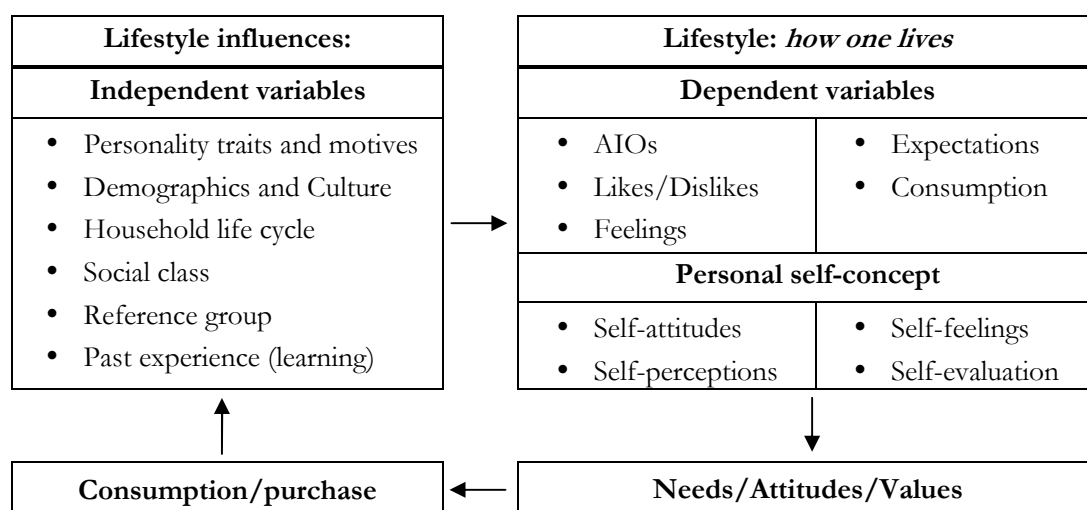 Lifestyle influences:
Independent variables
• Personality traits and motives
• Demographics and Culture
• Household life cycle
• Social class
• Reference group
• Past experience (learning)
Lifestyle: how one lives
Dependent variables
• AIOs
• Likes/Dislikes
• Feelings
• Expectations
• Consumption
Personal self-concept
• Self-attitudes
• Self-perceptions
• Self-feelings
• Self-evaluation
Consumption/purchase
Needs/Attitudes/Values